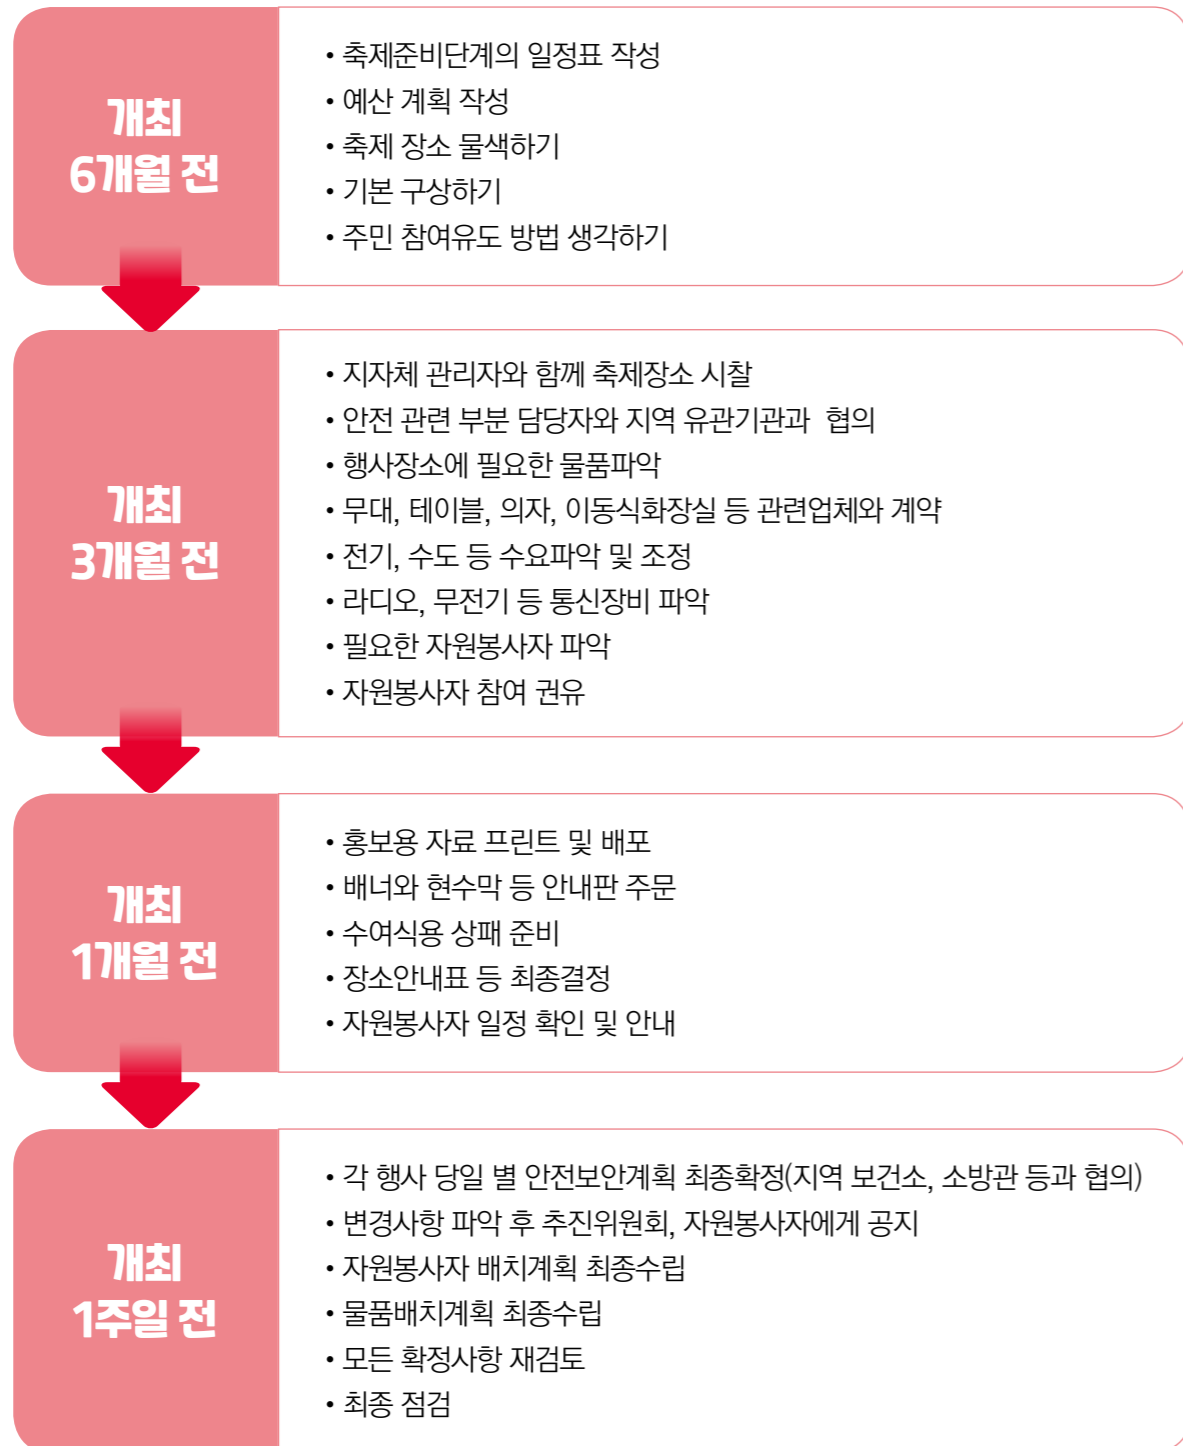 개최
6개월 전
• 축제준비단계의 일정표 작성
• 예산 계획 작성
• 축제 장소 물색하기
• 기본 구상하기
• 주민 참여유도 방법 생각하기
개최
3개월 전
• 지자체 관리자와 함께 축제장소 시찰
• 안전 관련 부분 담당자와 지역 유관기관과 협의
• 행사장소에 필요한 물품파악
• 무대, 테이블, 의자, 이동식화장실 등 관련업체와 계약
• 전기, 수도 등 수요파악 및 조정
• 라디오, 무전기 등 통신장비 파악
• 필요한 자원봉사자 파악
• 자원봉사자 참여 권유
개최
1개월 전
• 홍보용 자료 프린트 및 배포
• 배너와 현수막 등 안내판 주문
• 수여식용 상패 준비
• 장소안내표 등 최종결정
• 자원봉사자 일정 확인 및 안내
개최
1주일 전
• 각 행사 당일 별 안전보안계획 최종확정(지역 보건소, 소방관 등과 협의)
• 변경사항 파악 후 추진위원회, 자원봉사자에게 공지
• 자원봉사자 배치계획 최종수립
• 물품배치계획 최종수립
• 모든 확정사항 재검토
• 최종 점검